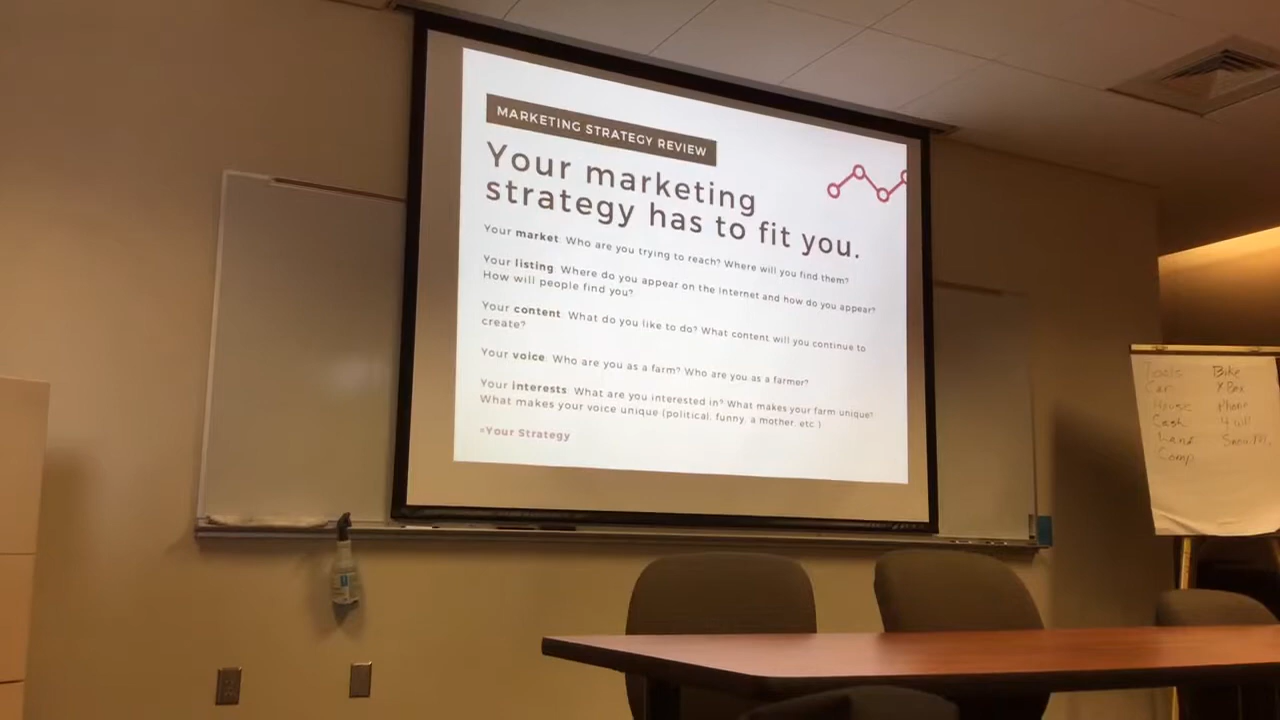 MARKETING STRATEGY REVIEW
Your marketing
strategy has to fit you.
Your market: Who are you trying to reach? Where will you find them?
Your listing: Where do you appear on the internet and how do you appear?
How will people find you?
Your content: What do you like to do? What content will you continue to
create?
Your voice: Who are you as a farm? Who are you as a farmer?
Your interests: What are you interested in? What makes your farm unique?
What makes your voice unique (political, funny, a mother, etc.)
=Your Strategy
Tools Bike
Car XBox
House Phone
Cash
Land
Comp